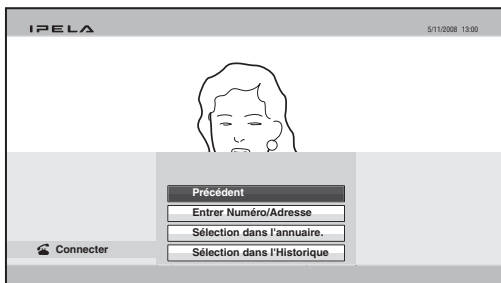 IPELA
5/11/2008 13:00
Précédent
Entrer Numéro/Adresse
Sélection dans l'annuaire.
Connecter
Sélection dans l'Historique